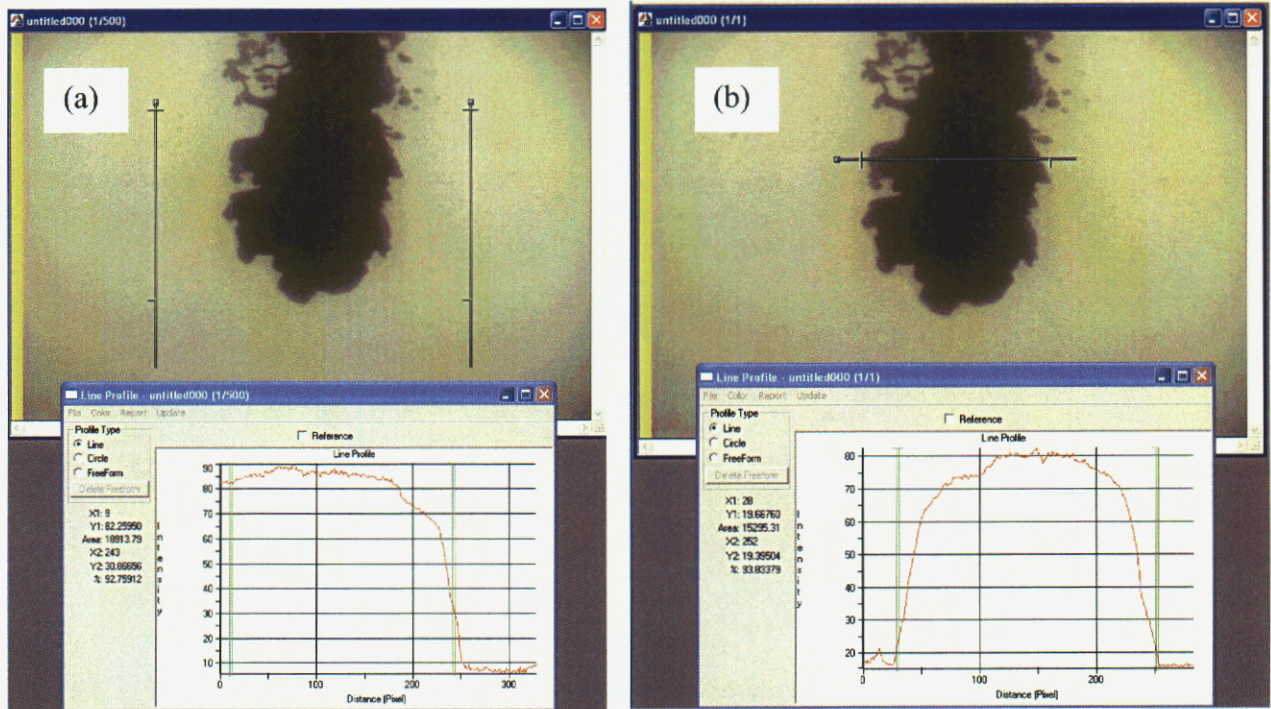 untitled000 (1/500)
(a)
Line Profile - untitled000 (1/500)
File Color Report Update
Profile Type
Line
Circle
FreeForm
Delete Freeform
X1: 9
Y1: 82.25950
Area: 18913.79
X2: 243
Y2: 30.86656
%: 92.75912
Reference
Line Profile
Intensity
90
80
70
60
50
40
30
20
10
0 100 200 300
Distance (Pixel)
untitled000 (1/1)
(b)
Line Profile - untitled000 (1/1)
File Color Report Update
Profile Type
Line
Circle
FreeForm
Delete Freeform
X1: 28
Y1: 19.66760
Area: 15295.31
X2: 252
Y2: 19.39504
%: 93.83379
Reference
Line Profile
Intensity
80
70
60
50
40
30
20
0 100 200
Distance (Pixel)